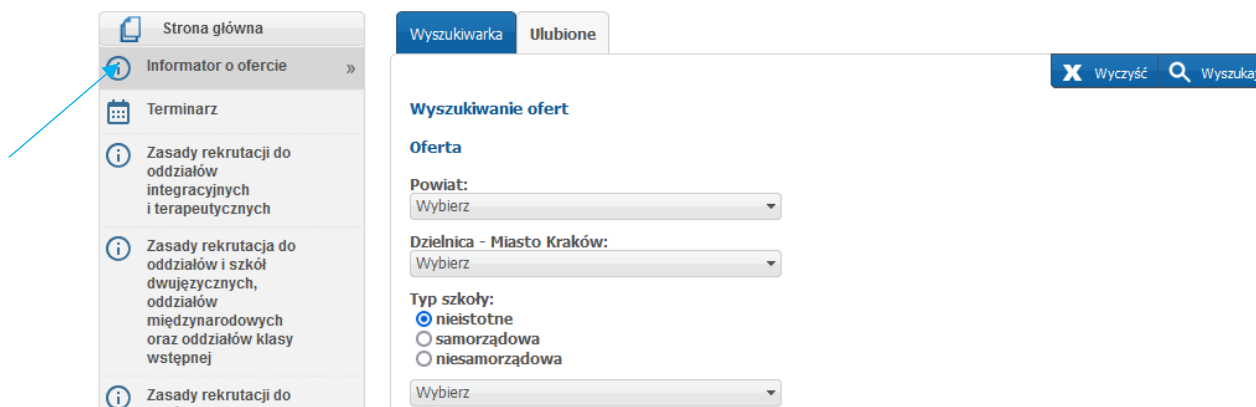 Strona główna
Informator o ofercie »
Terminarz
Zasady rekrutacji do
oddziałów
integracyjnych
i terapeutycznych
Zasady rekrutacja do
oddziałów i szkół
dwujęzycznych,
oddziałów
międzynarodowych
oraz oddziałów klasy
wstępnej
Zasady rekrutacji do
Wyszukiwarka Ulubione
X Wyczyść Wyszukaj
Wyszukiwanie ofert
Oferta
Powiat:
Wybierz
Dzielnica - Miasto Kraków:
Wybierz
Typ szkoły:
nieistotne
samorządowa
niesamorządowa
Wybierz